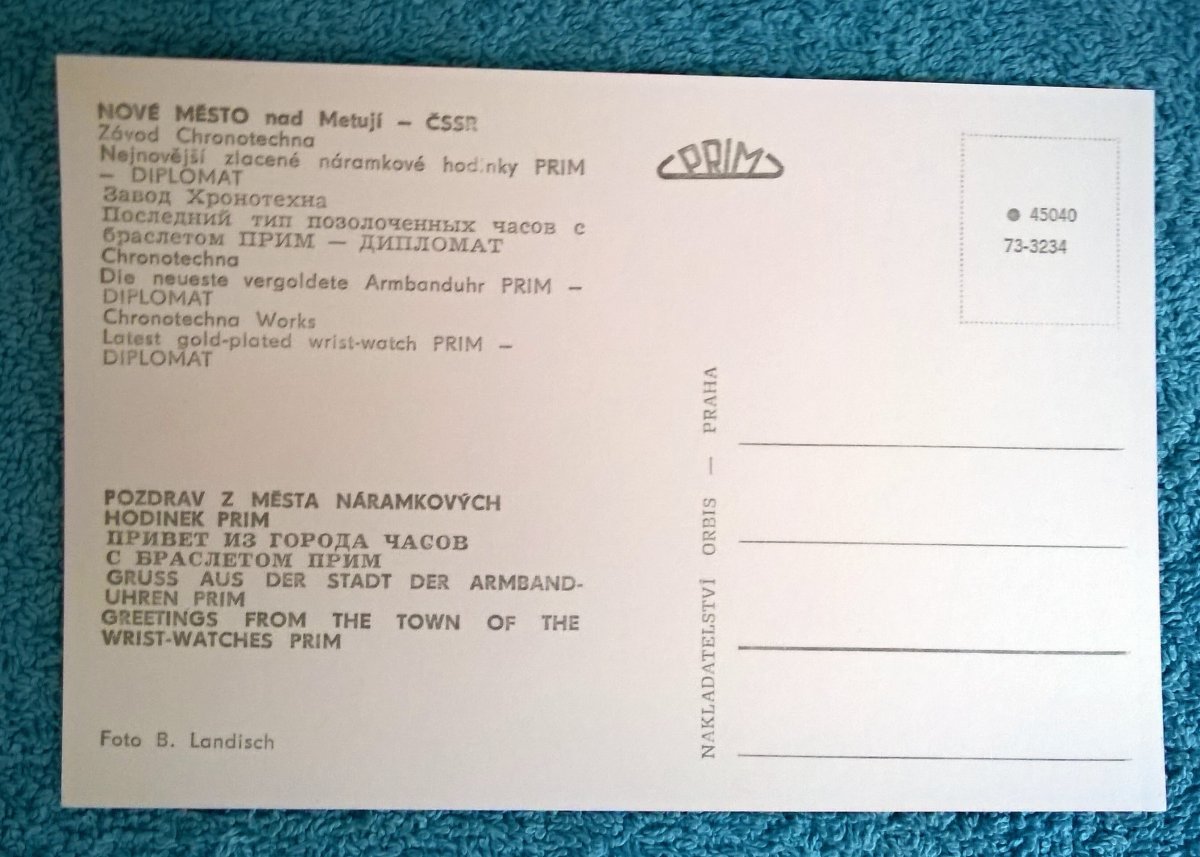 NOVÉ MĚSTO nad Metují – ČSSR
Závod Chronotechna
Nejnovější zlacené náramkové hodinky PRIM
– DIPLOMAT
Завод Хронотехна
Последний тип позолоченных часов с
браслетом ПРИМ — ДИПЛОМАТ
Chronotechna
Die neueste vergoldete Armbanduhr PRIM –
DIPLOMAT
Chronotechna Works
Latest gold-plated wrist-watch PRIM –
DIPLOMAT
POZDRAV Z MĚSTA NÁRAMKOVÝCH
HODINEK PRIM
ПРИВЕТ ИЗ ГОРОДА ЧАСОВ
С БРАСЛЕТОМ ПРИМ
GRUSS AUS DER STADT DER ARMBAND-
UHREN PRIM
GREETINGS FROM THE TOWN OF THE
WRIST-WATCHES PRIM
Foto B. Landisch
NAKLADATELSTVÍ ORBIS — PRAHA
PRIM
● 45040
73-3234